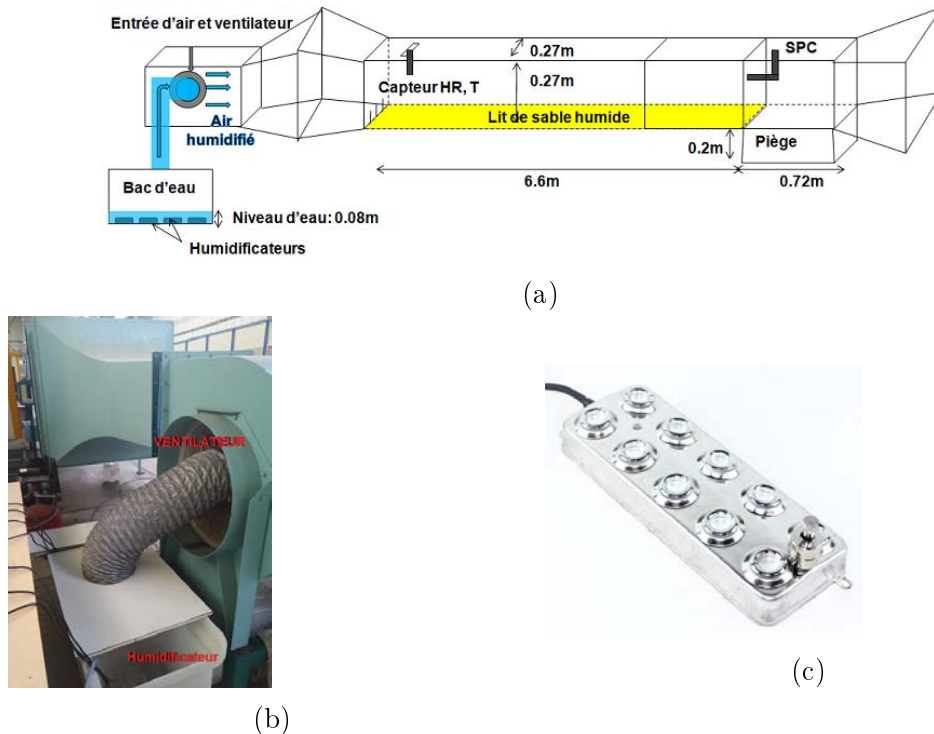 Entrée d'air et ventilateur
0.27m
SPC
Capteur HR, T
0.27m
Air
humidifié
Lit de sable humide
0.2m
Piège
Bac d'eau
6.6m
0.72m
Niveau d'eau: 0.08m
Humidificateurs
(a)
VENTILATEUR
Humidificateur
(b)
(c)